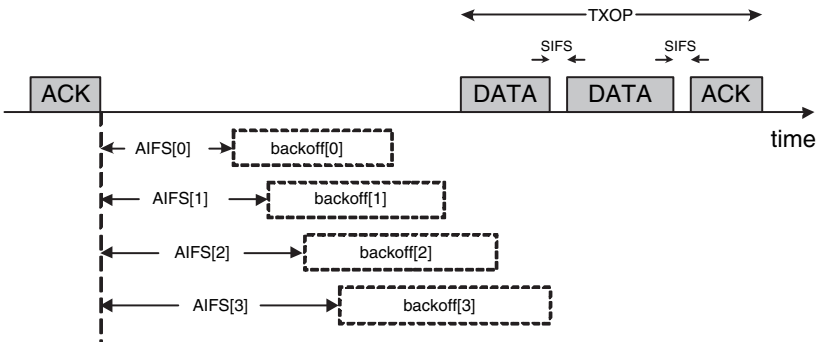 TXOP
SIFS SIFS
ACK DATA DATA ACK
time
AIFS[0] backoff[0]
AIFS[1] backoff[1]
AIFS[2] backoff[2]
AIFS[3] backoff[3]